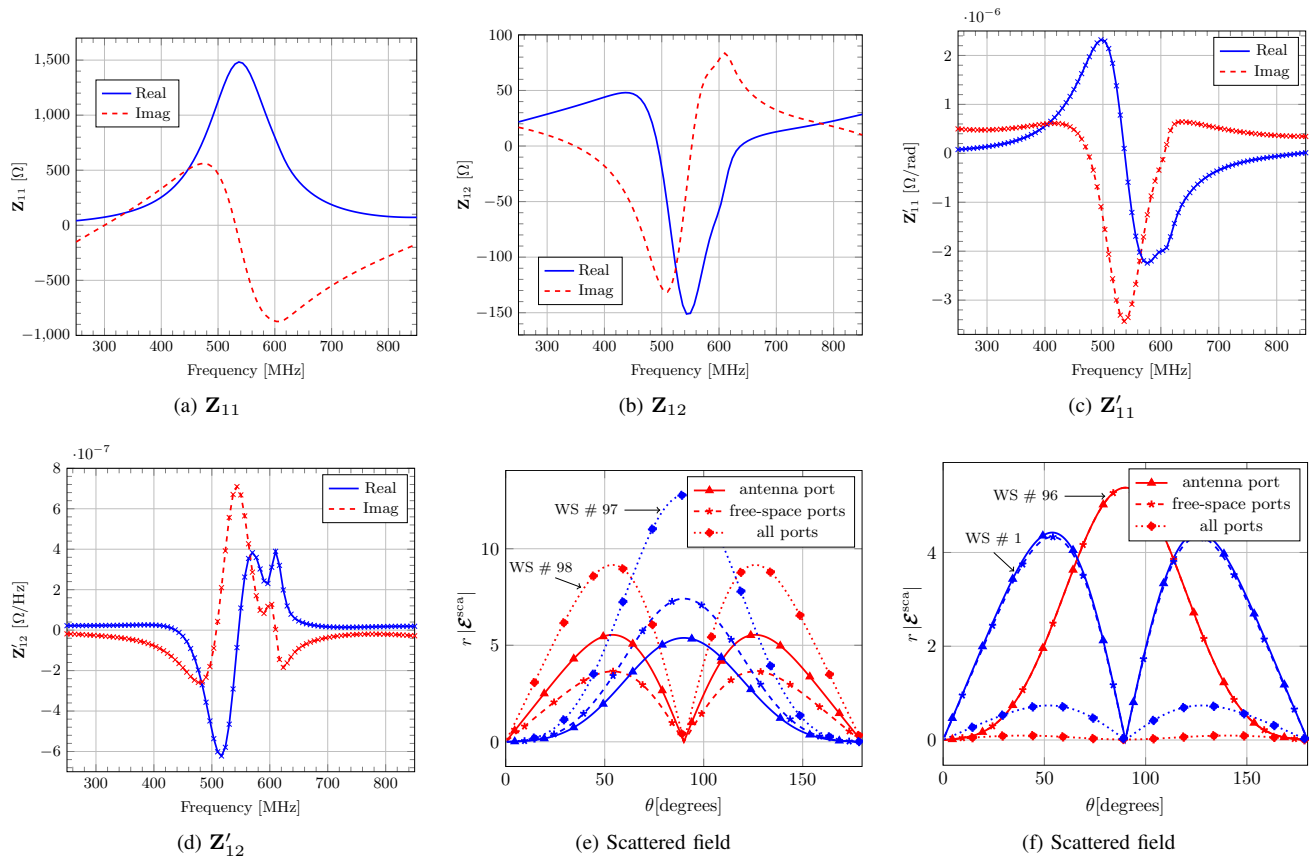 1,500
1,000
500
0
−500
−1,000
Z11 [Ω]
Real
Imag
300 400 500 600 700 800
Frequency [MHz]
(a) Z11
100
50
0
−50
−100
−150
Z12 [Ω]
Real
Imag
300 400 500 600 700 800
Frequency [MHz]
(b) Z12
·10−6
2
1
0
−1
−2
−3
Z′11 [Ω/rad]
Real
Imag
300 400 500 600 700 800
Frequency [MHz]
(c) Z′11
·10−7
8
6
4
2
0
−2
−4
−6
Z′12 [Ω/Hz]
Real
Imag
300 400 500 600 700 800
Frequency [MHz]
(d) Z′12
10
5
0
r |𝓔sca|
WS # 97
WS # 98
antenna port
free-space ports
all ports
0 50 100 150
θ[degrees]
(e) Scattered field
4
2
0
r |𝓔sca|
WS # 96
WS # 1
antenna port
free-space ports
all ports
0 50 100 150
θ[degrees]
(f) Scattered field